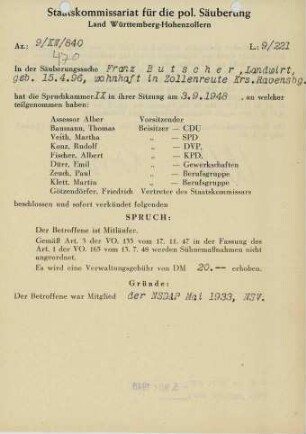 Staatskommissariat für die pol. Säuberung
Land Württemberg-Hohenzollern
Az.: 9/XX/840
L.: 9/221
In der Säuberungssache Franz Butscher, Landwirt,
geb. 15.4.96, wohnhaft in Zollenreute Krs. Ravensbg.
hat die Spruchkammer IX in ihrer Sitzung am 3.9.1948, an welcher
teilgenommen haben:
Assessor Alber Vorsitzender
Baumann, Thomas Beisitzer — CDU
Veith, Martha „ — SPD
Konz, Rudolf „ — DVP,
Fischer, Albert „ — KPD,
Dürr, Emil „ — Gewerkschaften
Zench, Paul „ — Berufsgruppe
Klett, Martin „ — Berufsgruppe
Götzendörfer, Friedrich Vertreter des Staatskommissars
beschlossen und sofort verkündet folgenden
SPRUCH:
Der Betroffene ist Mitläufer.
Gemäß Art. 3 der VO. 133 vom 17. 11. 47 in der Fassung des
Art. 1 der VO. 165 vom 13. 7. 48 werden Sühnemaßnahmen nicht
angeordnet.
Es wird eine Verwaltungsgebühr von DM 20.-- erhoben.
Gründe:
Der Betroffene war Mitglied der NSDAP Mai 1933, NSV.